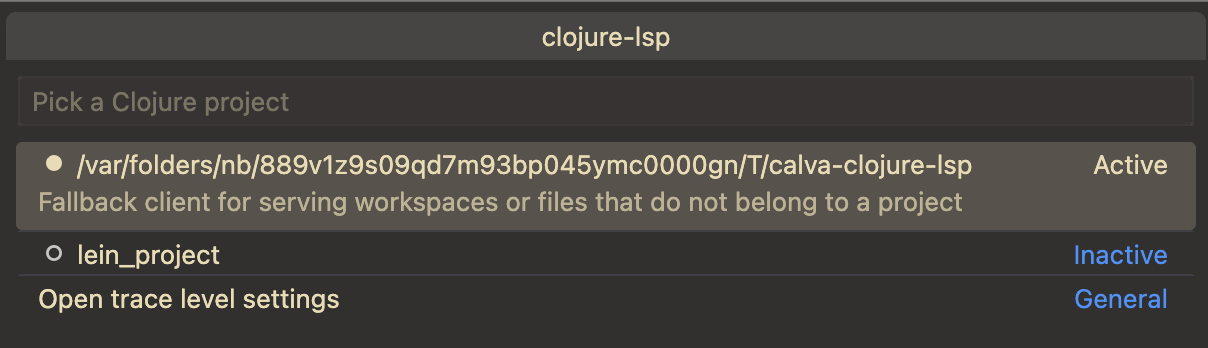 clojure-lsp
Pick a Clojure project
/var/folders/nb/889v1z9s09qd7m93bp045ymc0000gn/T/calva-clojure-lsp Active
Fallback client for serving workspaces or files that do not belong to a project
lein_project Inactive
Open trace level settings General